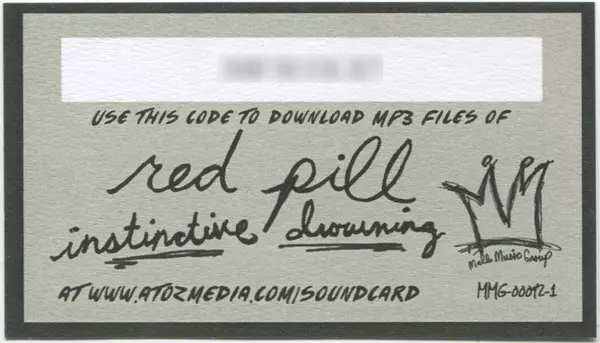 USE THIS CODE TO DOWNLOAD MP3 FILES OF
red pill
instinctive drowning
Mello Music Group
AT WWW.ATOZMEDIA.COM/SOUNDCARD
MMG-00092-1